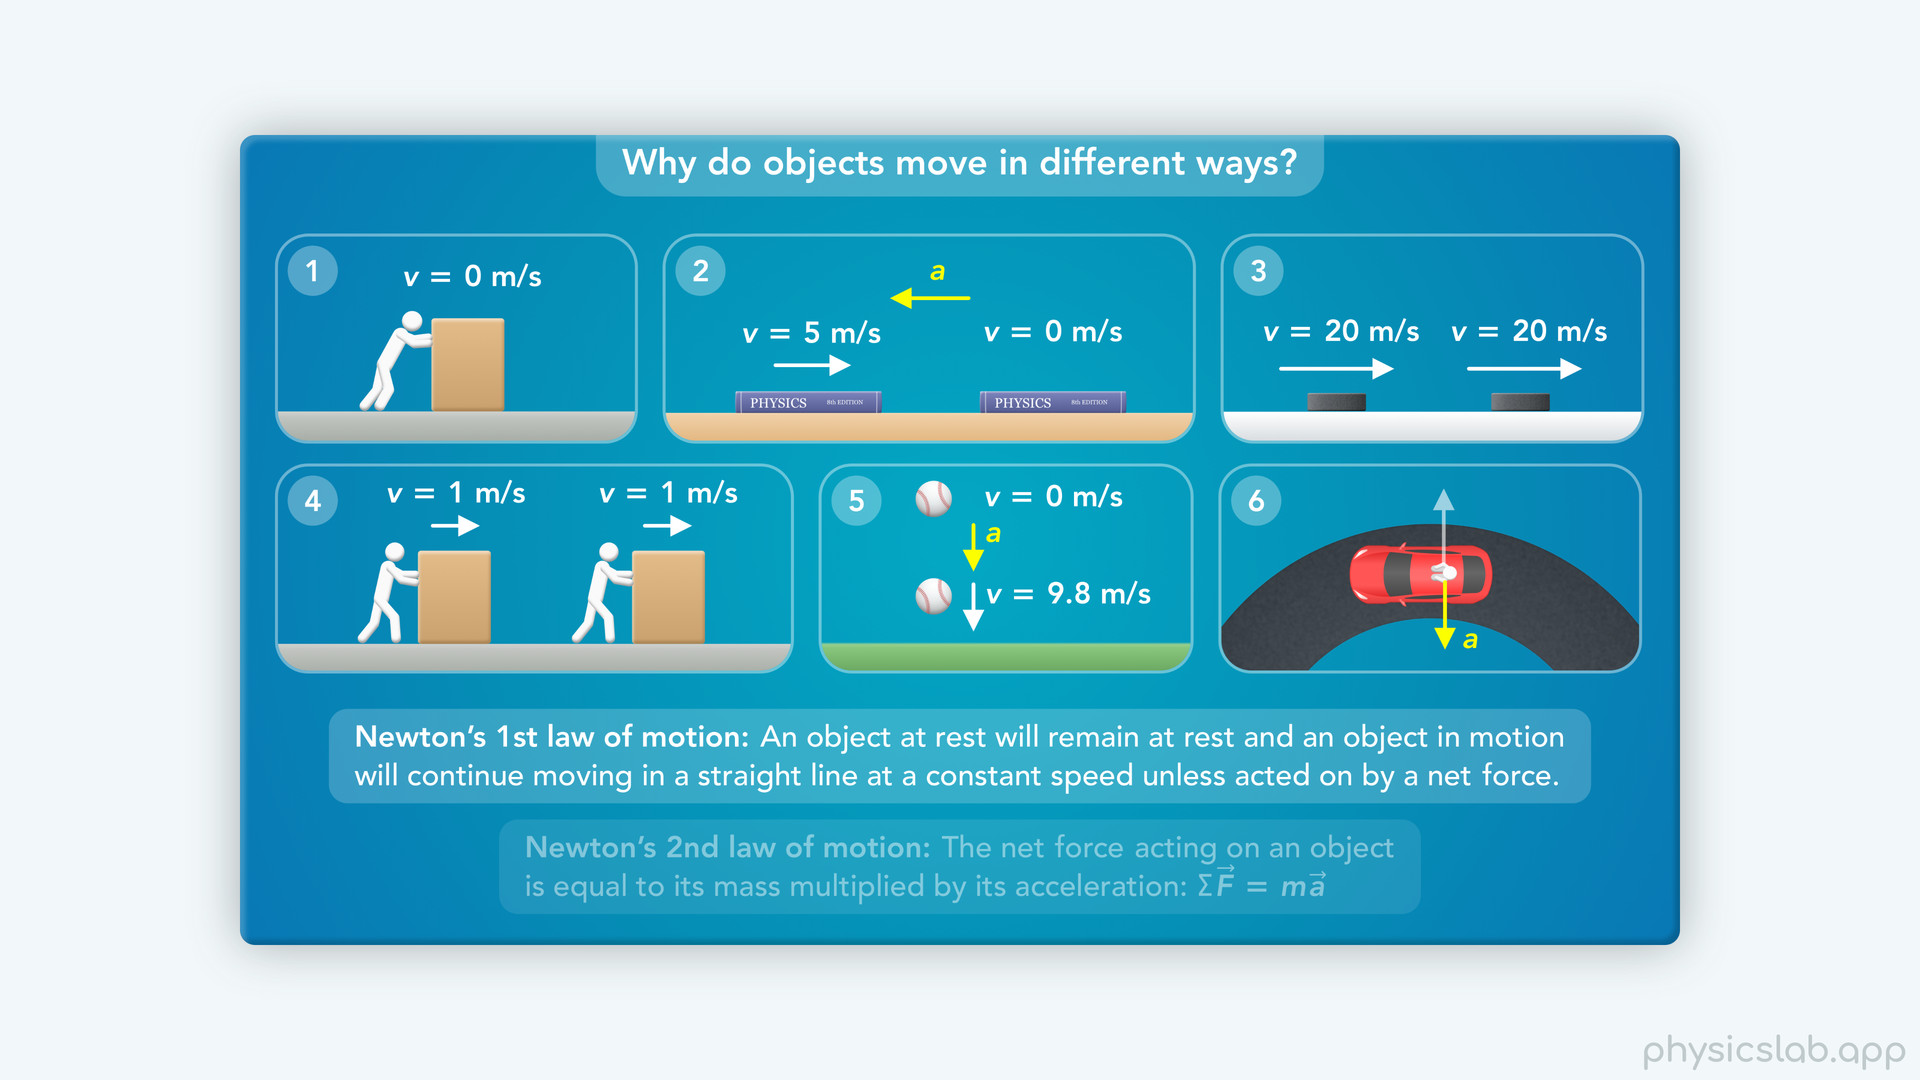 Why do objects move in different ways?
1
v = 0 m/s
2
a
v = 5 m/s
v = 0 m/s
PHYSICS 8th EDITION
PHYSICS 8th EDITION
3
v = 20 m/s
v = 20 m/s
4
v = 1 m/s
v = 1 m/s
5
v = 0 m/s
a
v = 9.8 m/s
6
a
Newton’s 1st law of motion: An object at rest will remain at rest and an object in motion
will continue moving in a straight line at a constant speed unless acted on by a net force.
Newton’s 2nd law of motion: The net force acting on an object
is equal to its mass multiplied by its acceleration: ΣF⃗ = ma⃗
physicslab.app